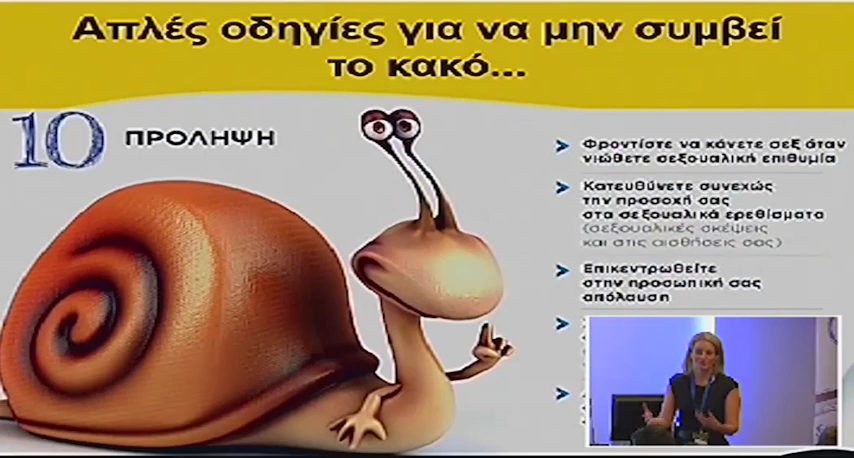 Απλές οδηγίες για να μην συμβεί
το κακό...
10 ΠΡΟΛΗΨΗ
Φροντίστε να κάνετε σεξ όταν
νιώθετε σεξουαλική επιθυμία
Κατευθύνετε συνεχώς
την προσοχή σας
στα σεξουαλικά ερεθίσματα
(σεξουαλικές σκέψεις
και στις αισθήσεις σας)
Επικεντρωθείτε
στην προσωπική σας
απόλαυση